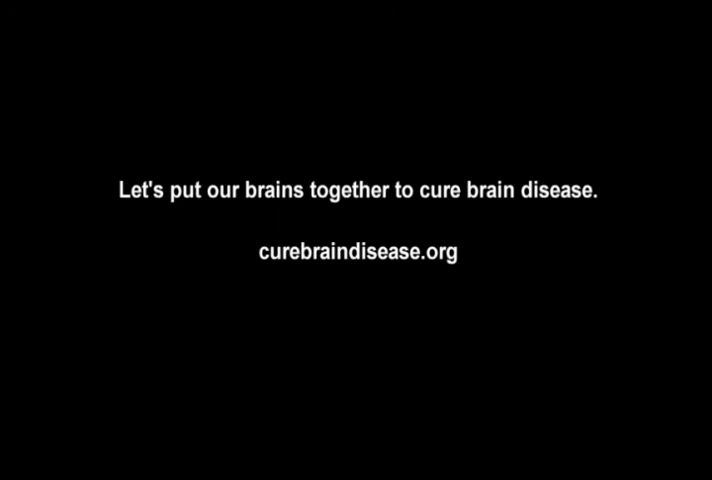 Let's put our brains together to cure brain disease.
curebraindisease.org